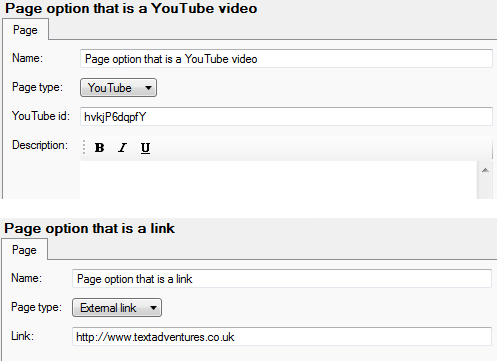 Page option that is a YouTube video
Page
Name: Page option that is a YouTube video
Page type: YouTube
YouTube id: hvkjP6dqpfY
Description: B I U
Page option that is a link
Page
Name: Page option that is a link
Page type: External link
Link: http://www.textadventures.co.uk